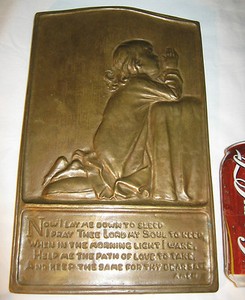 NOW I LAY ME DOWN TO SLEEP
I PRAY THEE LORD MY SOUL TO KEEP
WHEN IN THE MORNING LIGHT I WAKE
HELP ME THE PATH OF LOVE TO TAKE
AND KEEP THE SAME FOR THY DEAR SAKE
AMEN